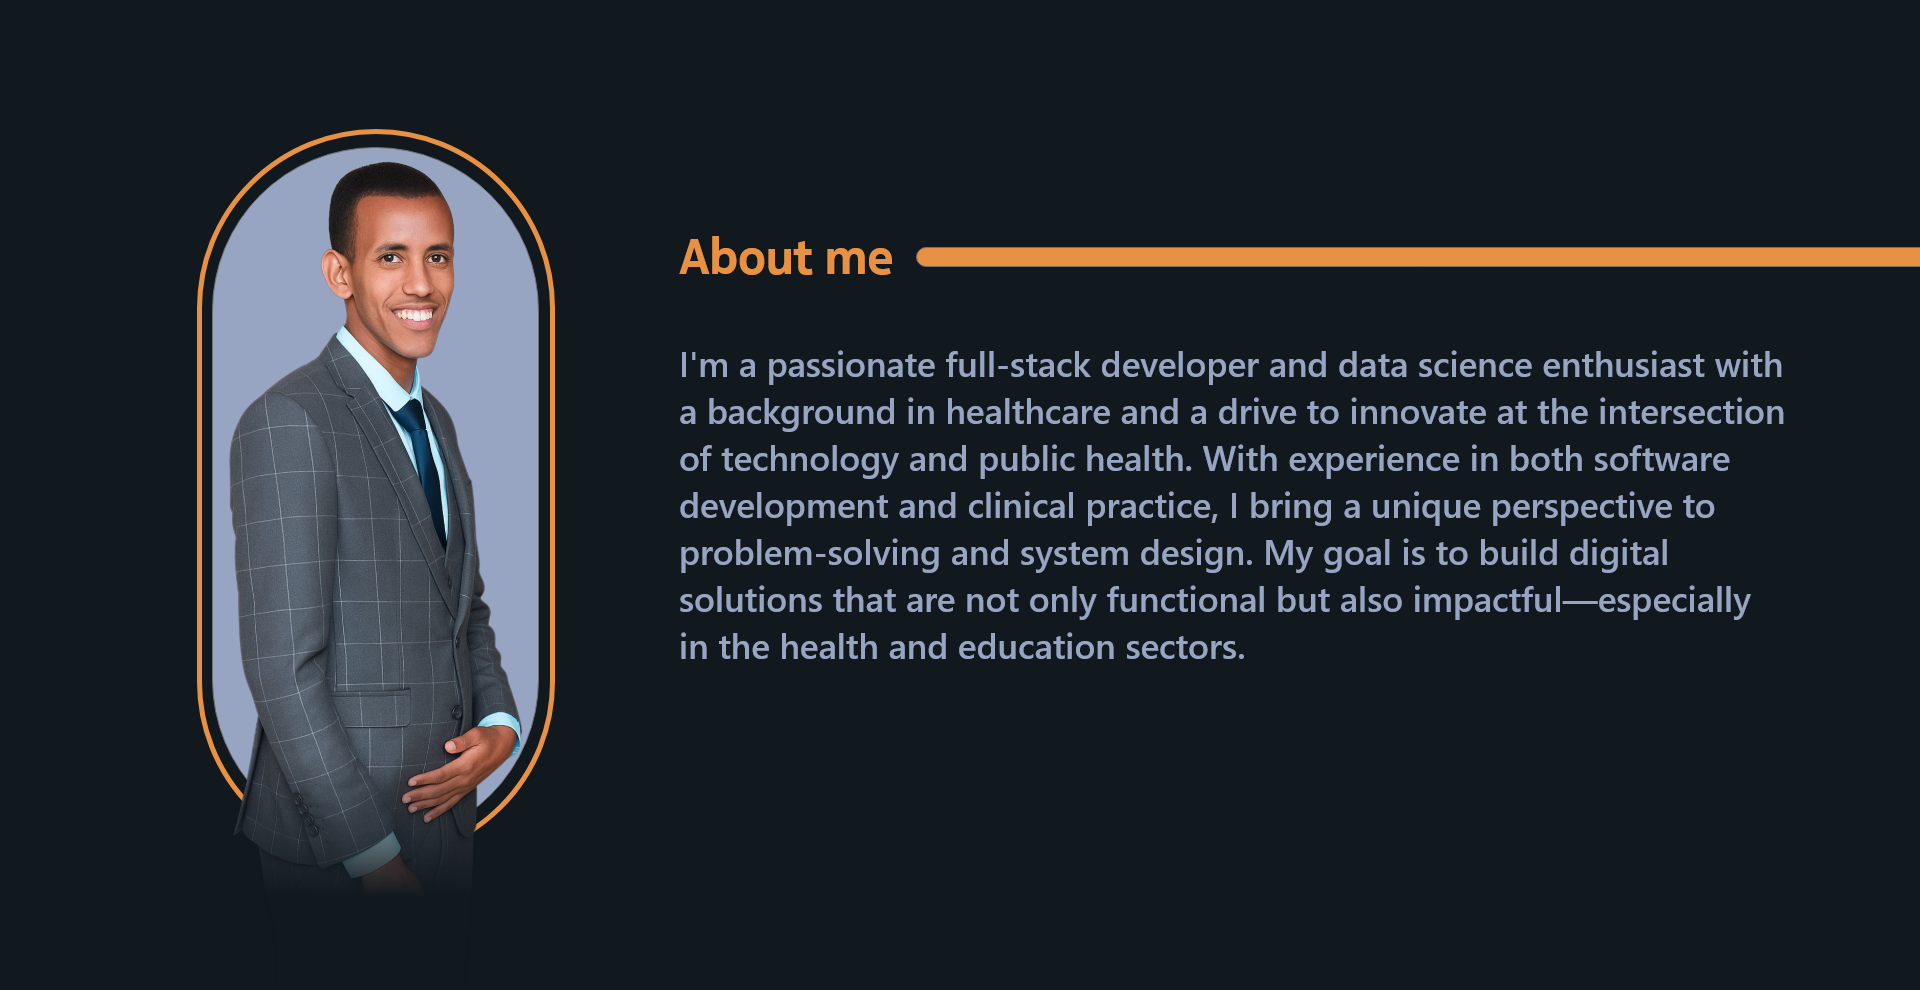 About me
I'm a passionate full-stack developer and data science enthusiast with
a background in healthcare and a drive to innovate at the intersection
of technology and public health. With experience in both software
development and clinical practice, I bring a unique perspective to
problem-solving and system design. My goal is to build digital
solutions that are not only functional but also impactful—especially
in the health and education sectors.